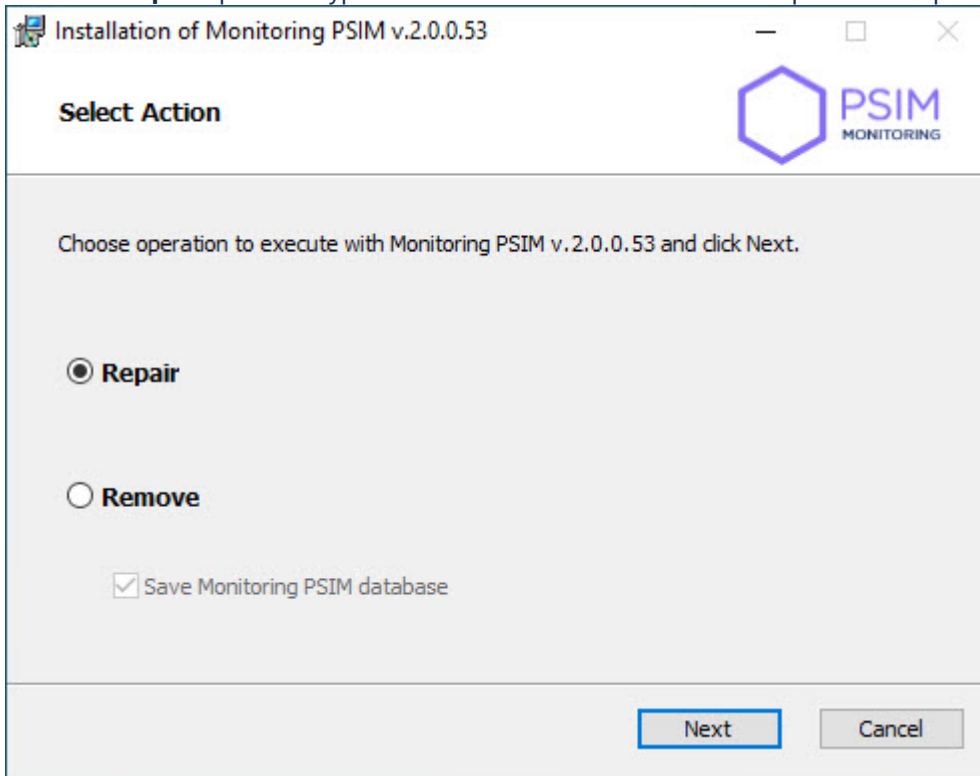 Installation of Monitoring PSIM v.2.0.0.53
Select Action
PSIM
MONITORING
Choose operation to execute with Monitoring PSIM v.2.0.0.53 and click Next.
Repair
Remove
Save Monitoring PSIM database
Next
Cancel